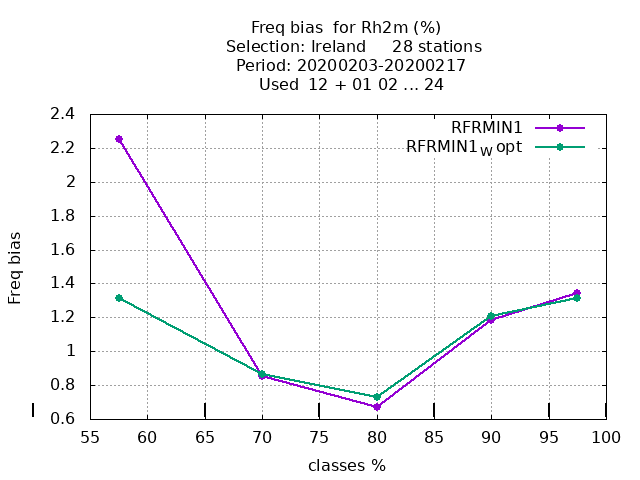 Freq bias  for Rh2m (%)
Selection: Ireland     28 stations
Period: 20200203-20200217
Used  12 + 01 02 ... 24
RFRMIN1
RFRMIN1W opt
2.4
2.2
2
1.8
1.6
1.4
1.2
1
0.8
0.6
Freq bias
55 60 65 70 75 80 85 90 95 100
classes %